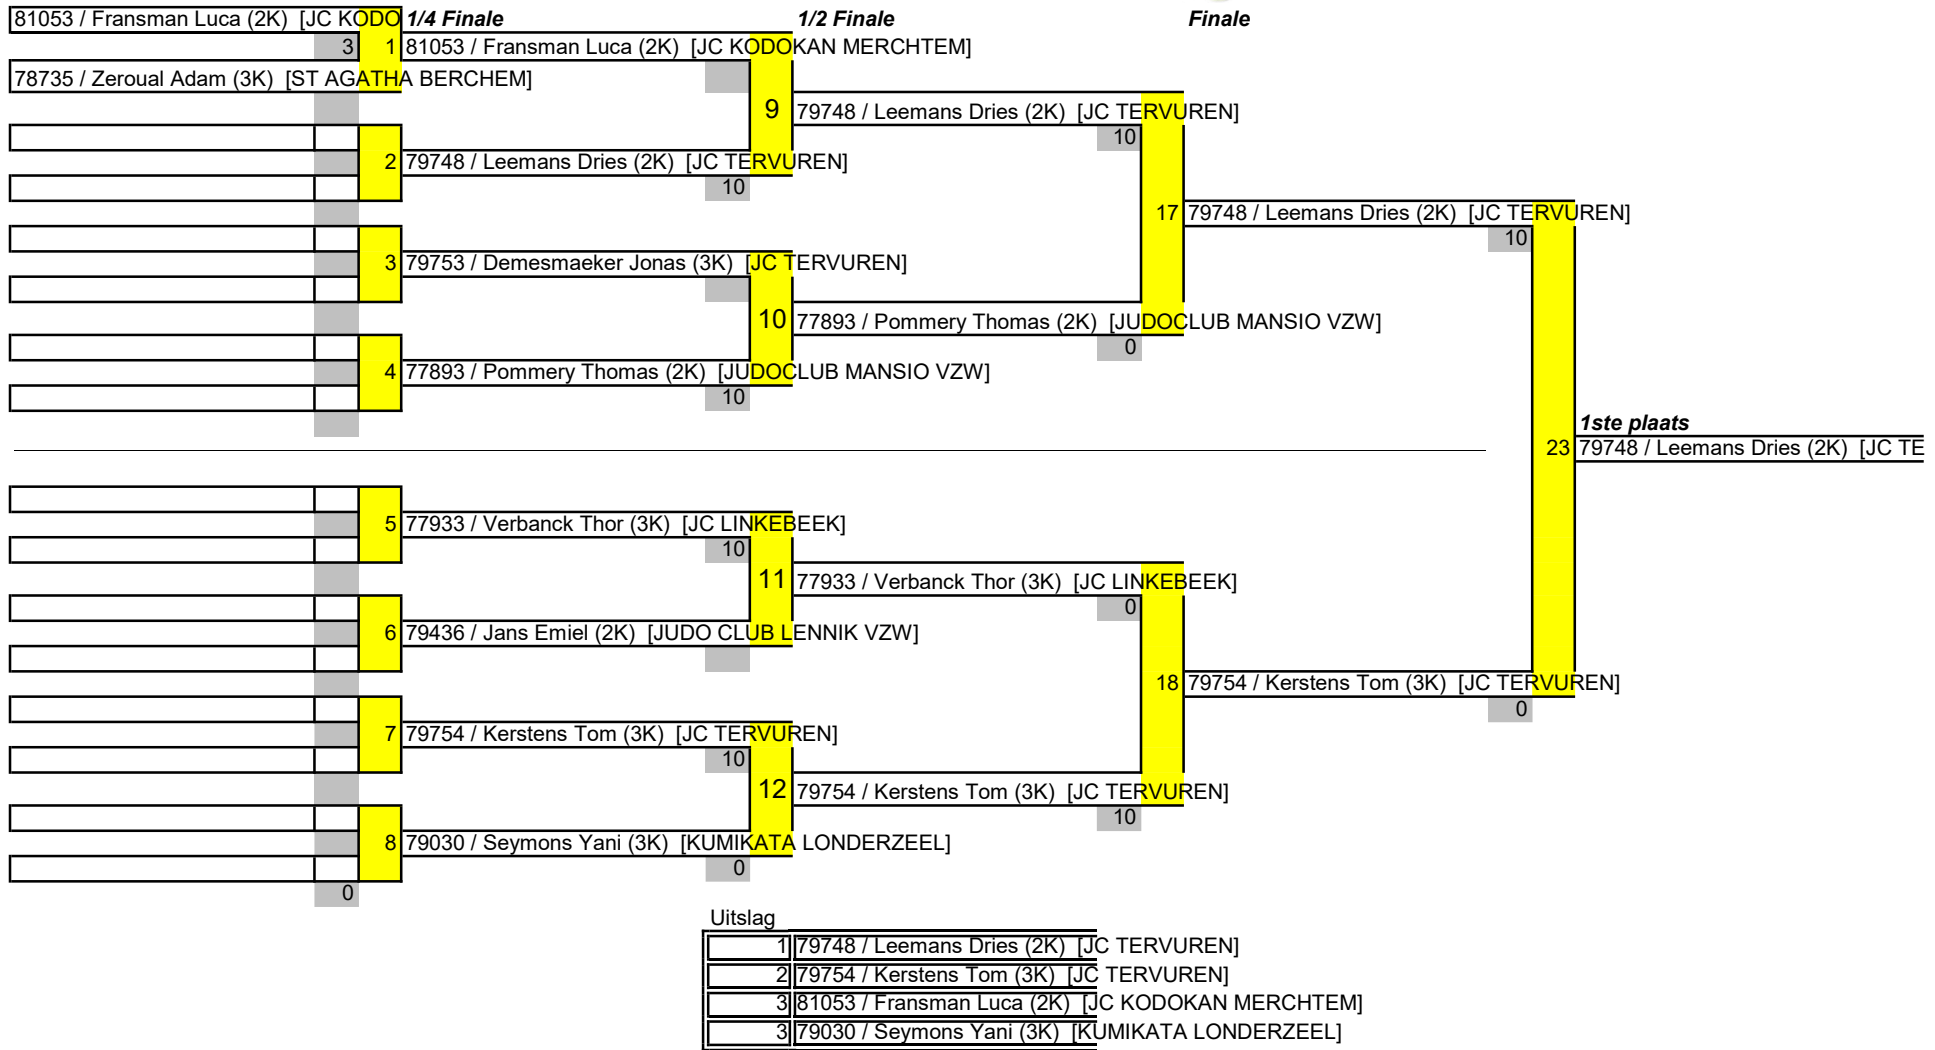 81053 / Fransman Luca (2K) [JC KODO 1/4 Finale 1/2 Finale Finale
3 1 81053 / Fransman Luca (2K) [JC KODOKAN MERCHTEM]
78735 / Zeroual Adam (3K) [ST AGATHA BERCHEM]
9 79748 / Leemans Dries (2K) [JC TERVUREN]
10
2 79748 / Leemans Dries (2K) [JC TERVUREN]
10
17 79748 / Leemans Dries (2K) [JC TERVUREN]
10
3 79753 / Demesmaeker Jonas (3K) [JC TERVUREN]
10 77893 / Pommery Thomas (2K) [JUDOCLUB MANSIO VZW]
0
4 77893 / Pommery Thomas (2K) [JUDOCLUB MANSIO VZW]
10
1ste plaats
23 79748 / Leemans Dries (2K) [JC TE
5 77933 / Verbanck Thor (3K) [JC LINKEBEEK]
10
11 77933 / Verbanck Thor (3K) [JC LINKEBEEK]
0
6 79436 / Jans Emiel (2K) [JUDO CLUB LENNIK VZW]
18 79754 / Kerstens Tom (3K) [JC TERVUREN]
0
7 79754 / Kerstens Tom (3K) [JC TERVUREN]
10
12 79754 / Kerstens Tom (3K) [JC TERVUREN]
10
8 79030 / Seymons Yani (3K) [KUMIKATA LONDERZEEL]
0
0
Uitslag
1 79748 / Leemans Dries (2K) [JC TERVUREN]
2 79754 / Kerstens Tom (3K) [JC TERVUREN]
3 81053 / Fransman Luca (2K) [JC KODOKAN MERCHTEM]
3 79030 / Seymons Yani (3K) [KUMIKATA LONDERZEEL]